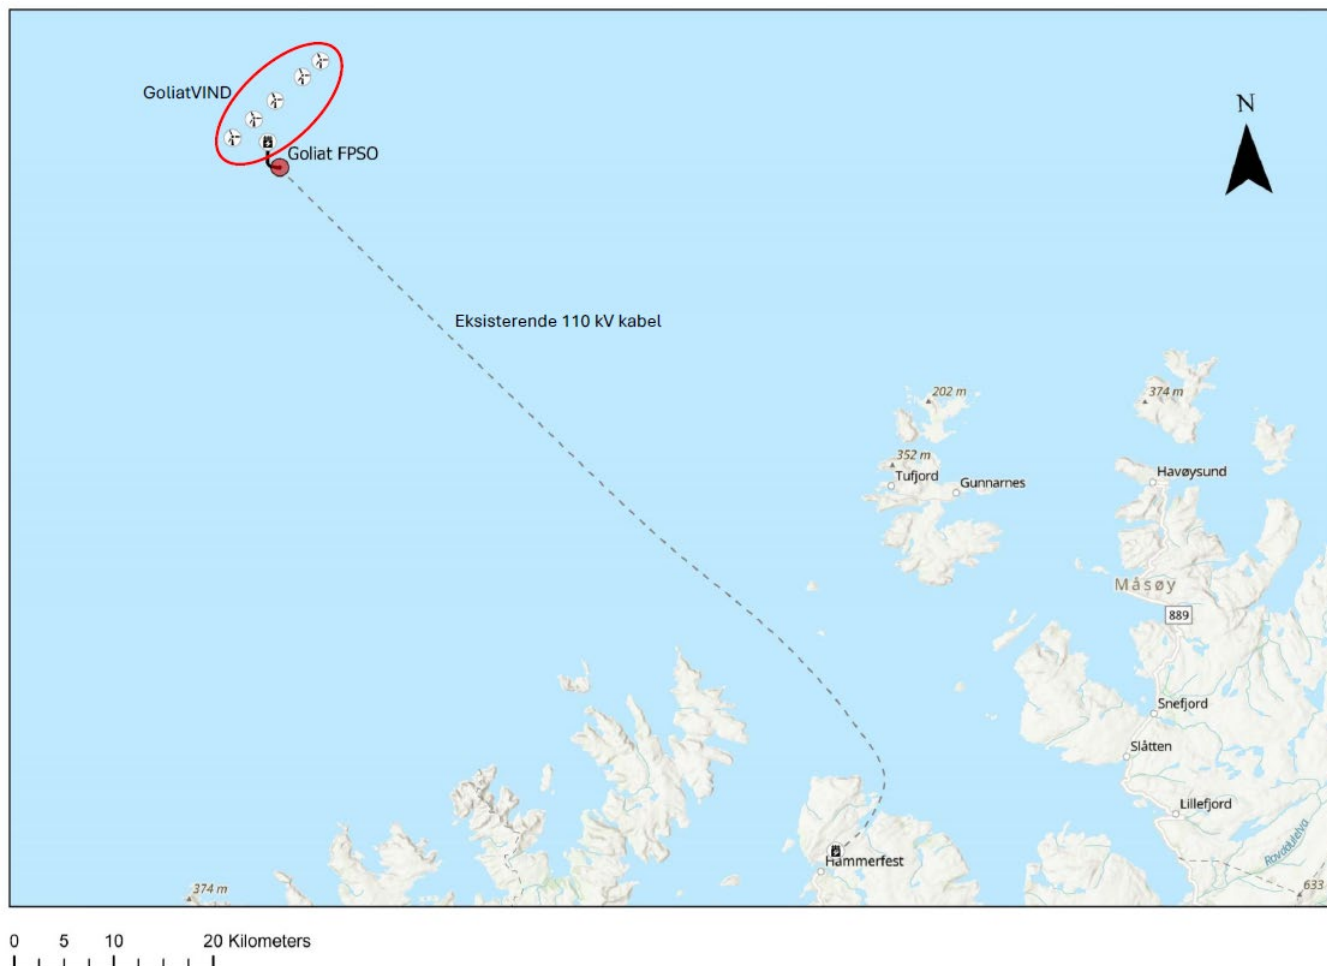 GoliatVIND
N
Goliat FPSO
Eksisterende 110 kV kabel
202 m
374 m
352 m
Tufjord
Gunnarnes
Havøysund
Måsøy
889
Snefjord
Slåtten
Lillefjord
Hammerfest
374 m
633
0 5 10 20 Kilometers